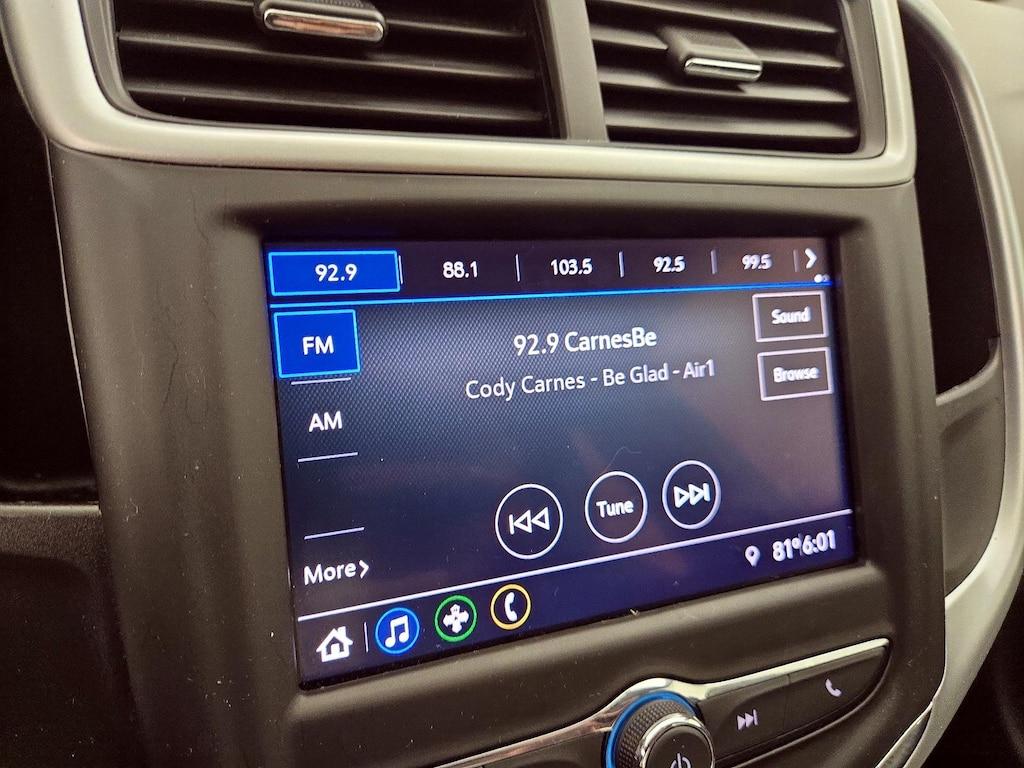 92.9 88.1 103.5 92.5 99.5
FM
92.9 CarnesBe
Sound
Cody Carnes - Be Glad - Air1
Browse
AM
Tune
More
81° 6:01